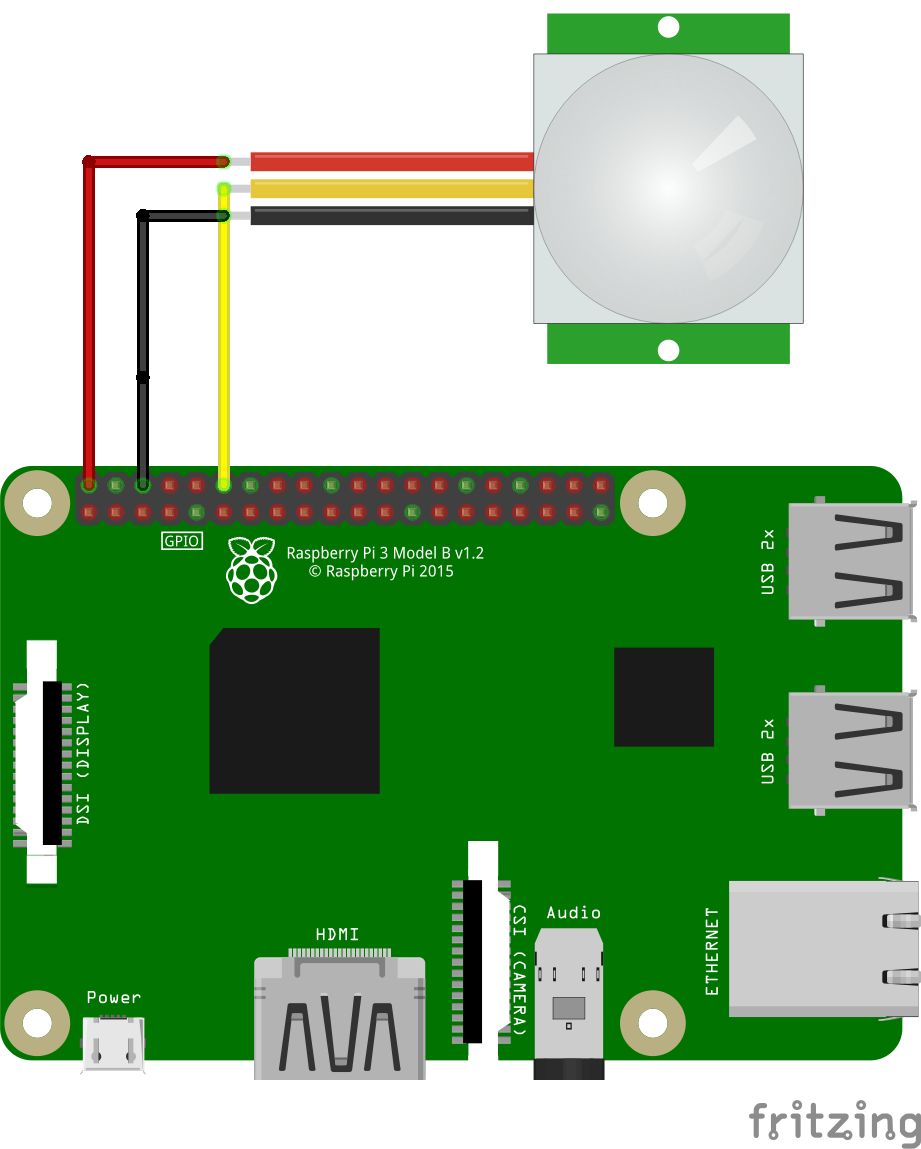 GPIO
Raspberry Pi 3 Model B v1.2
© Raspberry Pi 2015
USB 2x
DSI (DISPLAY)
USB 2x
CSI (CAMERA)
Audio
ETHERNET
HDMI
Power
fritzing